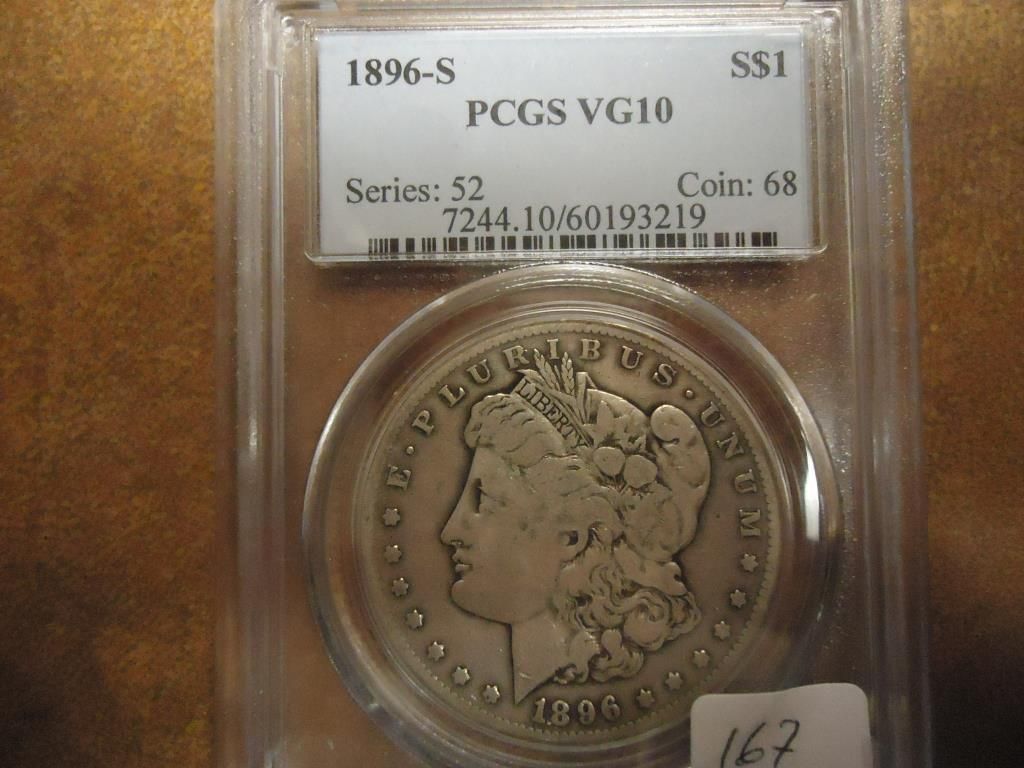 1896-S S$1
PCGS VG10
Series: 52 Coin: 68
7244.10/60193219
E·PLURIBUS·UNUM
LIBERTY
1896
167